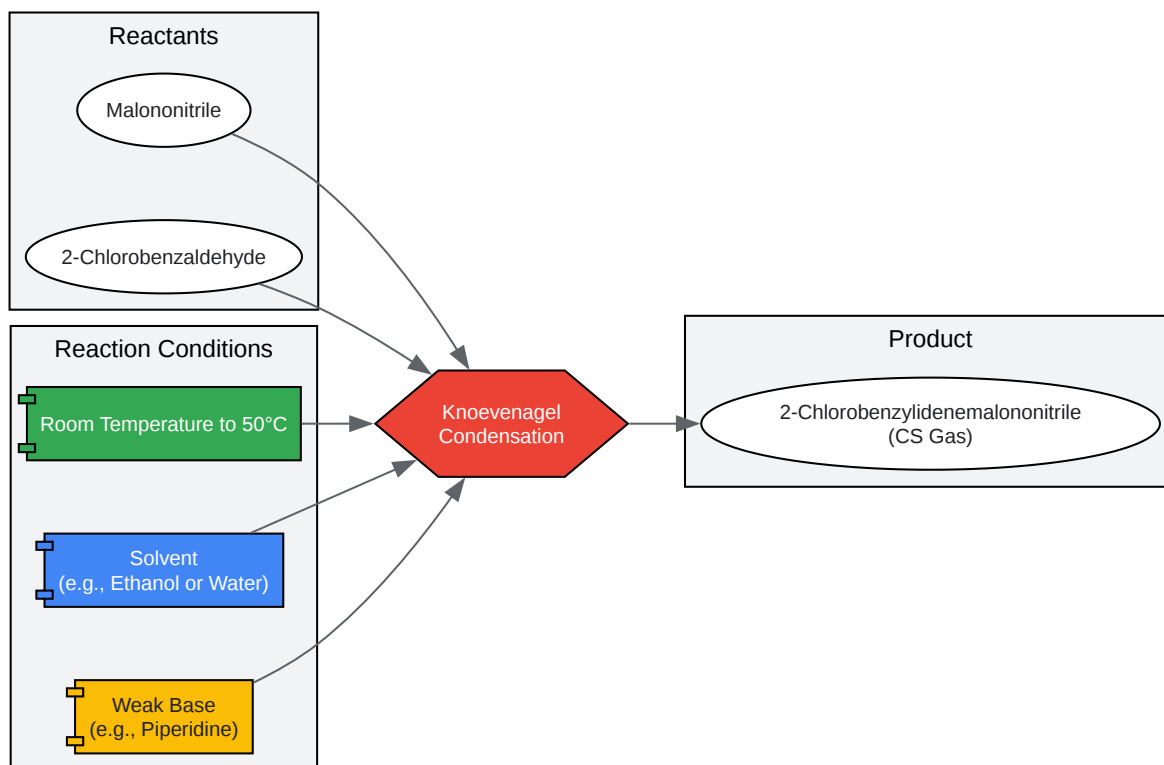 Reactants
Malononitrile
2-Chlorobenzaldehyde
Reaction Conditions
Room Temperature to 50°C
Solvent
(e.g., Ethanol or Water)
Weak Base
(e.g., Piperidine)
Knoevenagel
Condensation
Product
2-Chlorobenzylidenemalononitrile
(CS Gas)